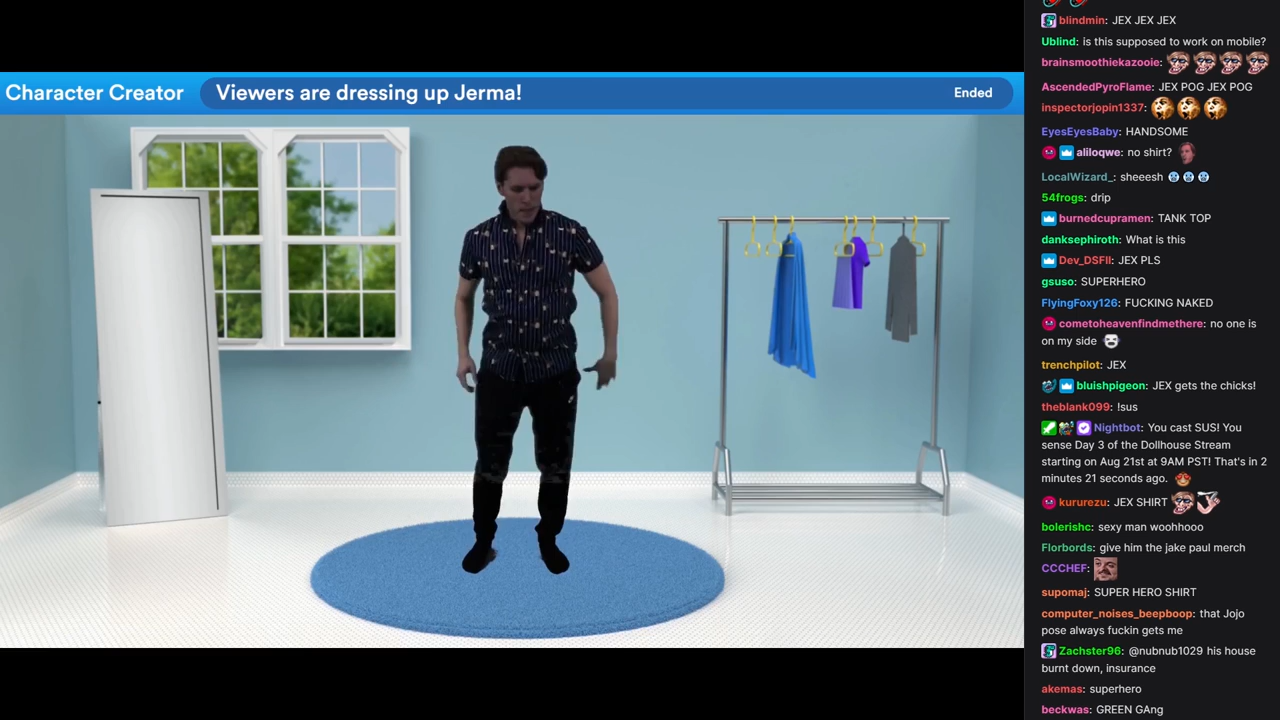 Character Creator
Viewers are dressing up Jerma!
Ended
blindmin: JEX JEX JEX
Ublind: is this supposed to work on mobile?
brainsmoothiekazooie:
AscendedPyroFlame: JEX POG JEX POG
inspectorjopin1337:
EyesEyesBaby: HANDSOME
aliloqwe: no shirt?
LocalWizard_: sheeesh
54frogs: drip
burnedcupramen: TANK TOP
danksephiroth: What is this
Dev_DSFII: JEX PLS
gsuso: SUPERHERO
FlyingFoxy126: FUCKING NAKED
cometoheavenfindmethere: no one is
on my side
trenchpilot: JEX
bluishpigeon: JEX gets the chicks!
theblank099: !sus
Nightbot: You cast SUS! You
sense Day 3 of the Dollhouse Stream
starting on Aug 21st at 9AM PST! That's in 2
minutes 21 seconds ago.
kururezu: JEX SHIRT
bolerishc: sexy man woohhooo
Florbords: give him the jake paul merch
CCCHEF:
supomaj: SUPER HERO SHIRT
computer_noises_beepboop: that Jojo
pose always fuckin gets me
Zachster96: @nubnub1029 his house
burnt down, insurance
akemas: superhero
beckwas: GREEN GAng